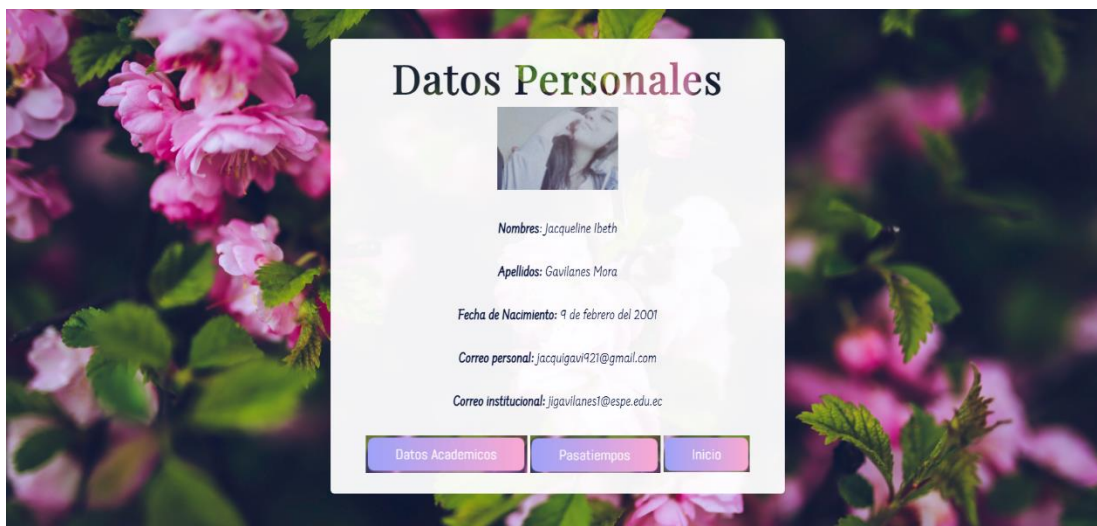 Datos Personales
Nombres: Jacqueline Ibeth
Apellidos: Gavilanes Mora
Fecha de Nacimiento: 9 de febrero del 2001
Correo personal: jacquigavi921@gmail.com
Correo institucional: jigavilanes1@espe.edu.ec
Datos Academicos Pasatiempos Inicio